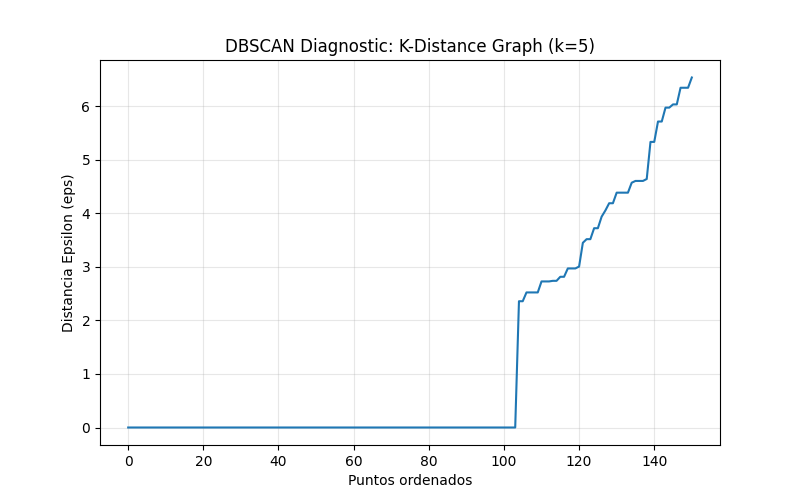 DBSCAN Diagnostic: K-Distance Graph (k=5)
Distancia Epsilon (eps)
6
5
4
3
2
1
0
0 20 40 60 80 100 120 140
Puntos ordenados